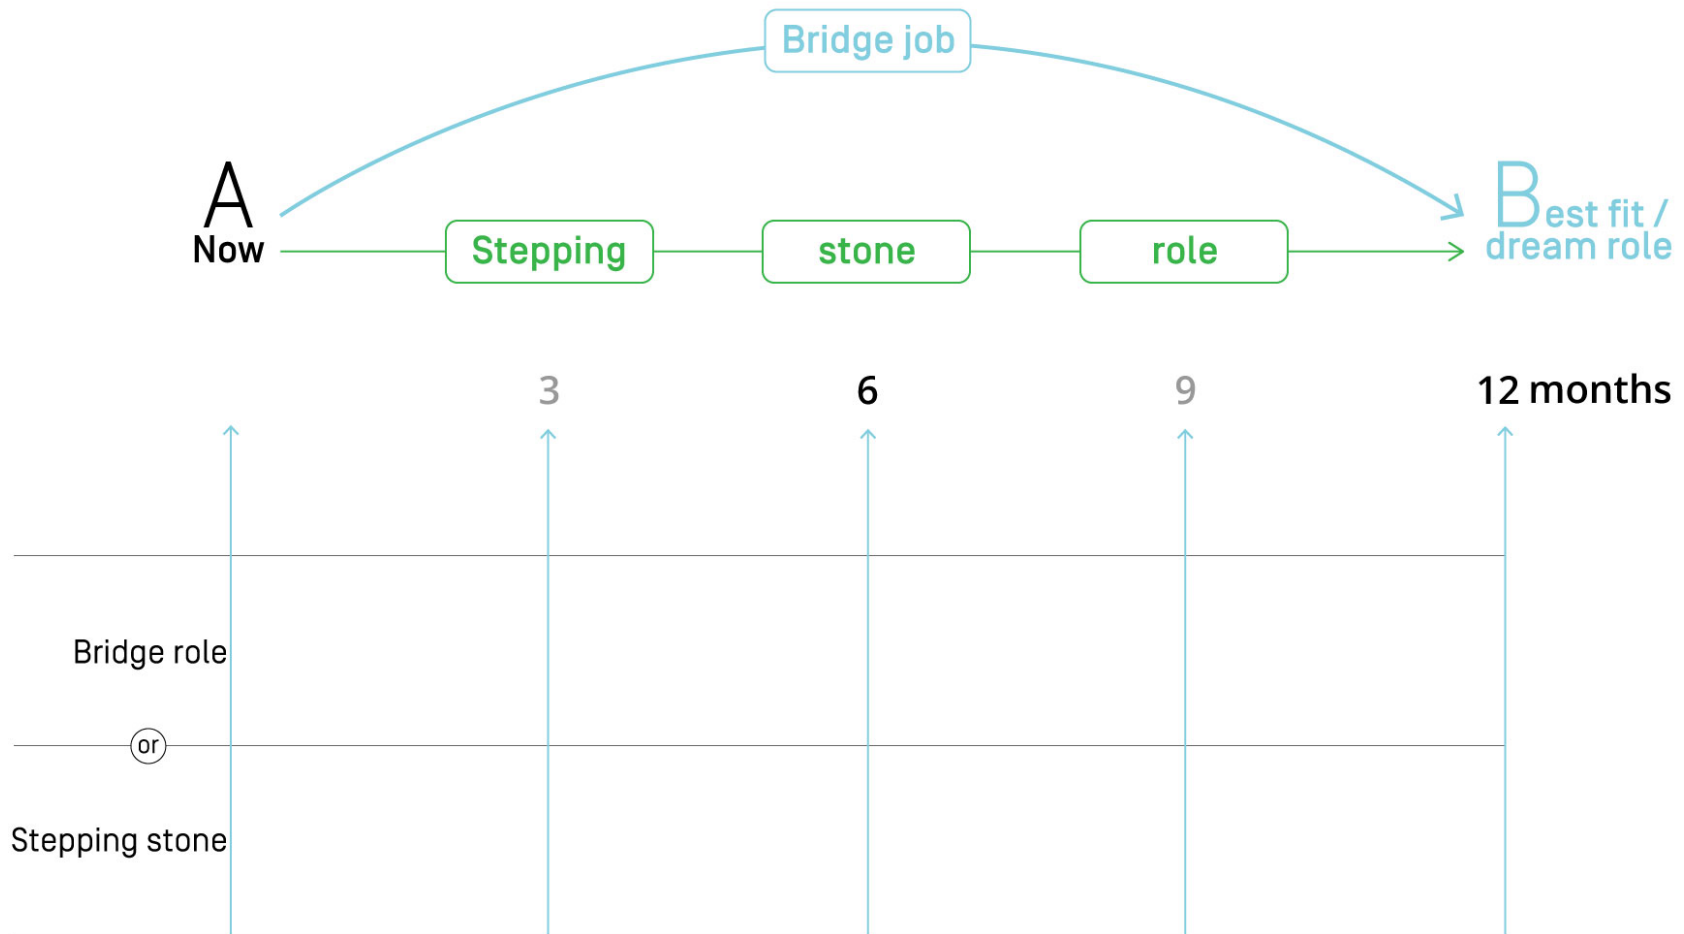 Bridge job
A
Now
Stepping
stone
role
Best fit /
dream role
3
6
9
12 months
Bridge role
or
Stepping stone